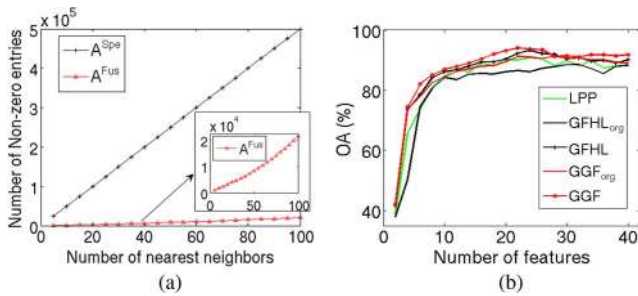 (a)
x 10^5
Number of Non-zero entries
5
4
3
2
1
0
A^Spe
A^Fus
x 10^4
2
1
0
A^Fus
0 50 100
20 40 60 80 100
Number of nearest neighbors
(a)
(b)
OA (%)
100
80
60
40
LPP
GFHL_org
GFHL
GGF_org
GGF
0 10 20 30 40
Number of features
(b)